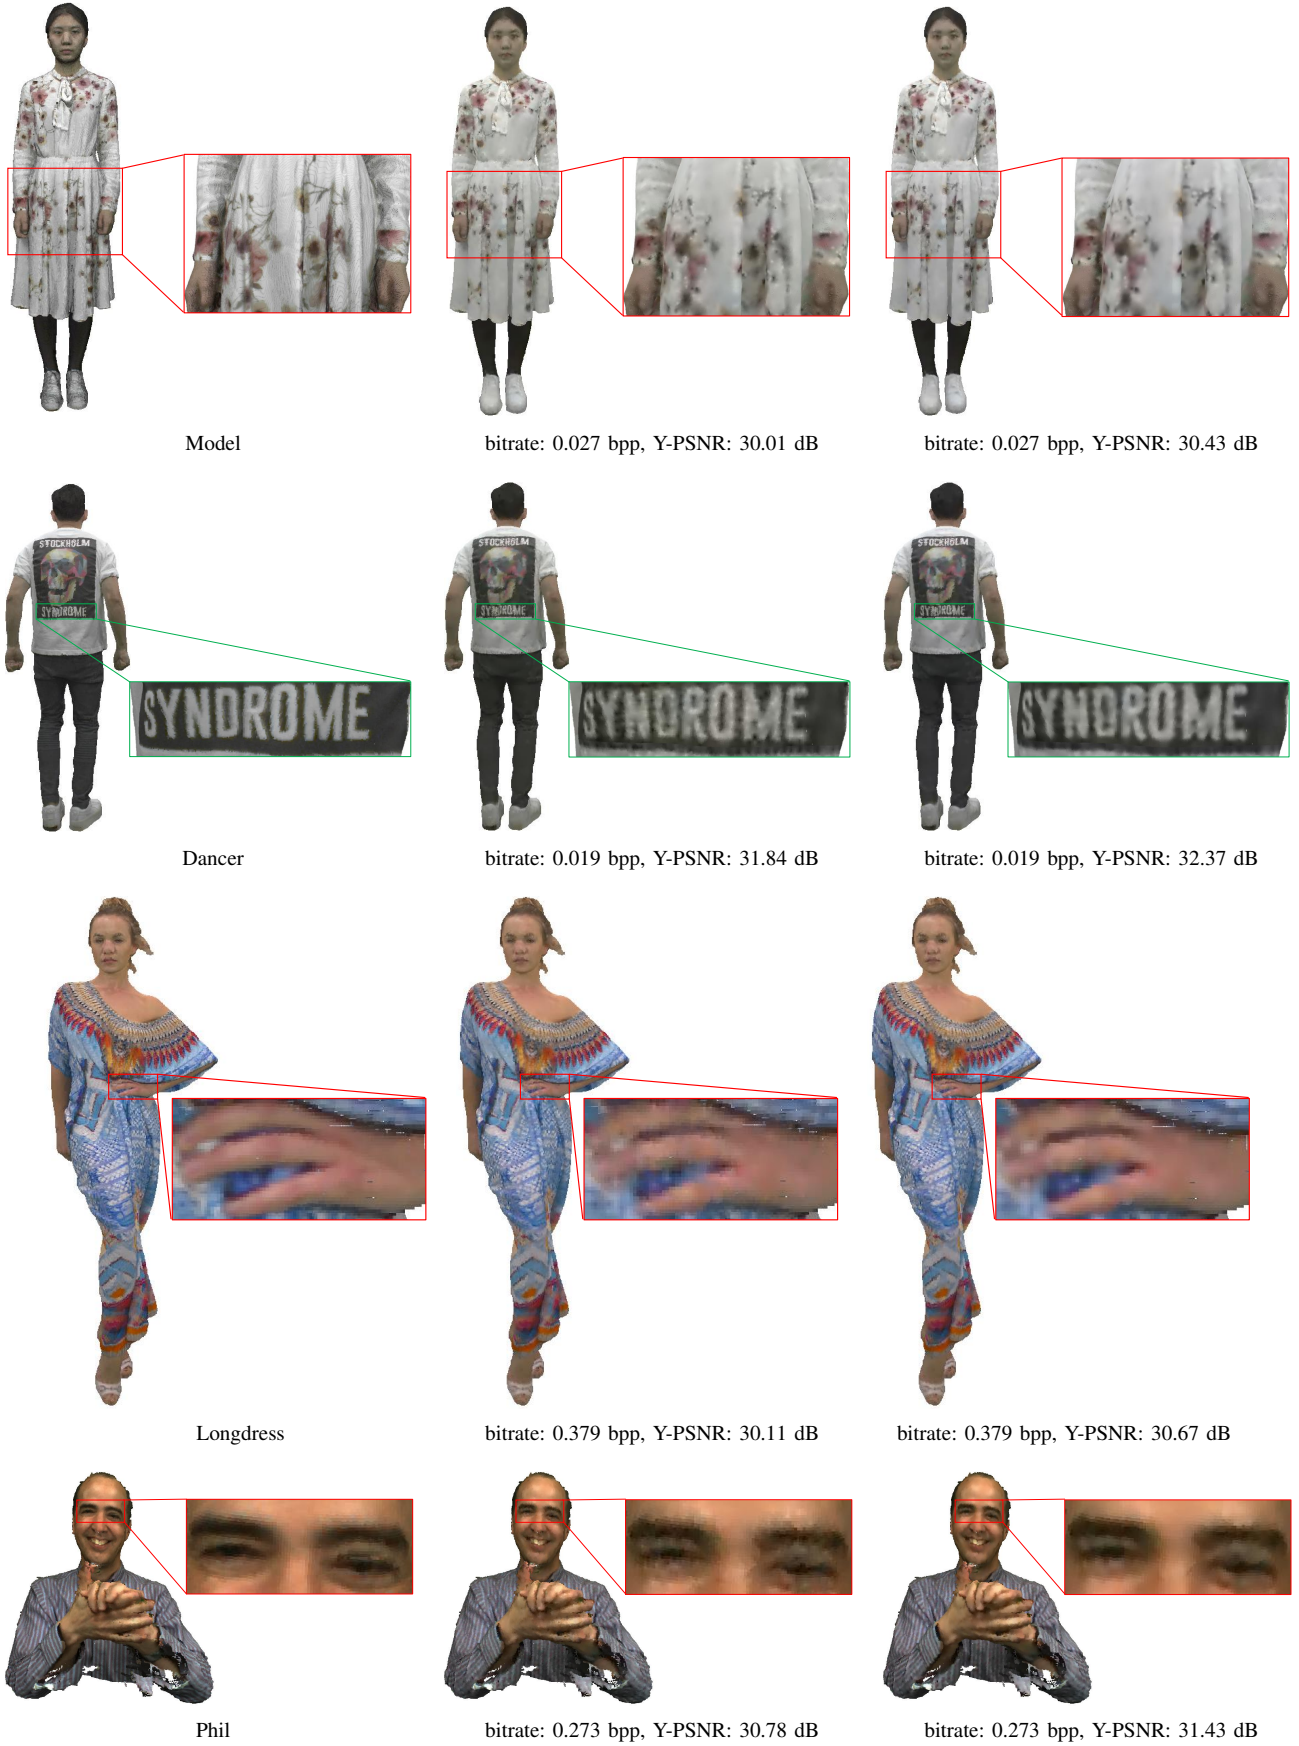 Model
bitrate: 0.027 bpp, Y-PSNR: 30.01 dB
bitrate: 0.027 bpp, Y-PSNR: 30.43 dB
STOCKHOLM
SYNDROME
SYNDROME
STOCKHOLM
SYNDROME
SYNDROME
STOCKHOLM
SYNDROME
SYNDROME
Dancer
bitrate: 0.019 bpp, Y-PSNR: 31.84 dB
bitrate: 0.019 bpp, Y-PSNR: 32.37 dB
Longdress
bitrate: 0.379 bpp, Y-PSNR: 30.11 dB
bitrate: 0.379 bpp, Y-PSNR: 30.67 dB
Phil
bitrate: 0.273 bpp, Y-PSNR: 30.78 dB
bitrate: 0.273 bpp, Y-PSNR: 31.43 dB